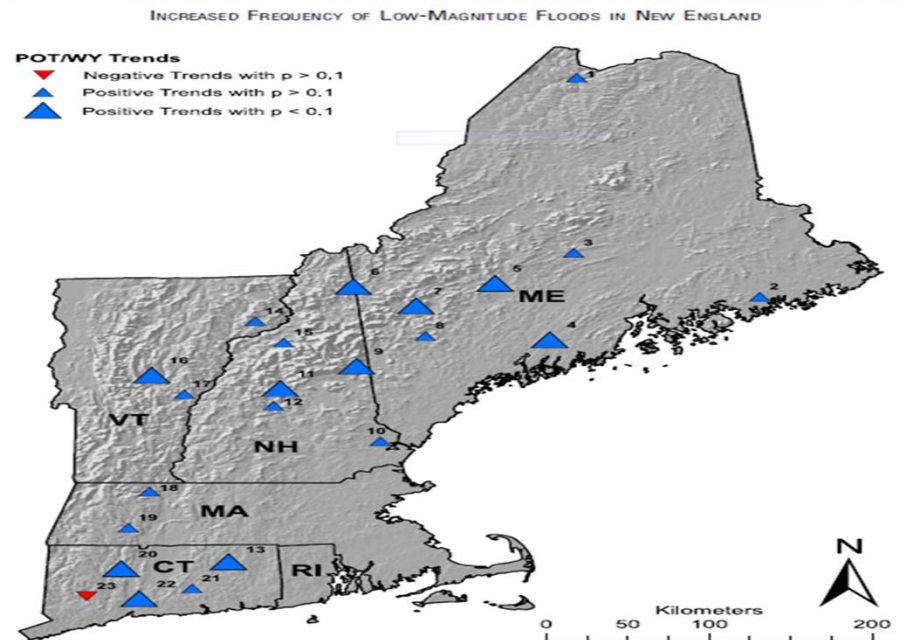 INCREASED FREQUENCY OF LOW-MAGNITUDE FLOODS IN NEW ENGLAND
POT/WY Trends
Negative Trends with p > 0.1
Positive Trends with p > 0.1
Positive Trends with p < 0.1
1
3
6
5
2
7
ME
14
8
4
15
9
16
11
17
12
VT
10
NH
18
MA
19
20
13
CT
RI
23
22
21
N
Kilometers
0 50 100 200